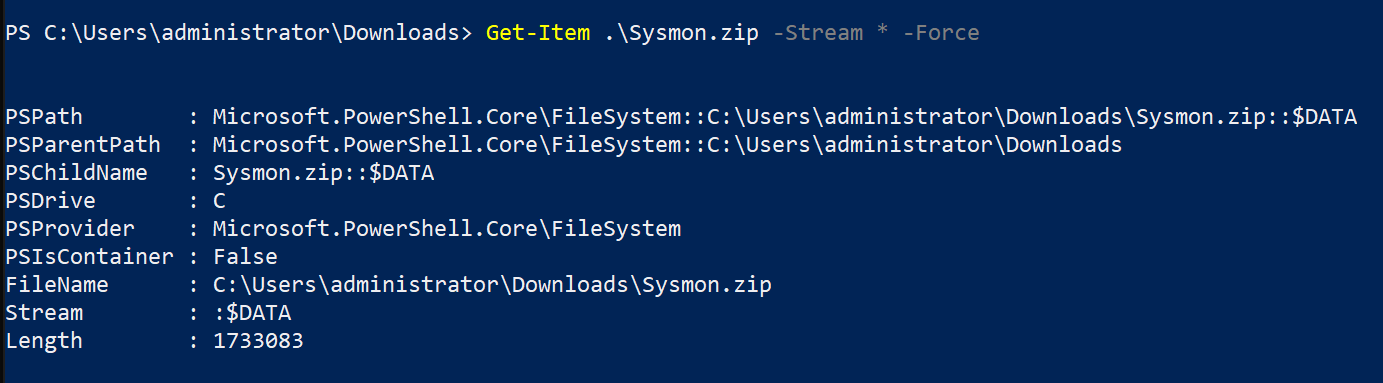 PS C:\Users\administrator\Downloads> Get-Item .\Sysmon.zip -Stream * -Force
PSPath        : Microsoft.PowerShell.Core\FileSystem::C:\Users\administrator\Downloads\Sysmon.zip::$DATA
PSParentPath  : Microsoft.PowerShell.Core\FileSystem::C:\Users\administrator\Downloads
PSChildName   : Sysmon.zip::$DATA
PSDrive       : C
PSProvider    : Microsoft.PowerShell.Core\FileSystem
PSIsContainer : False
FileName      : C:\Users\administrator\Downloads\Sysmon.zip
Stream        : :$DATA
Length        : 1733083